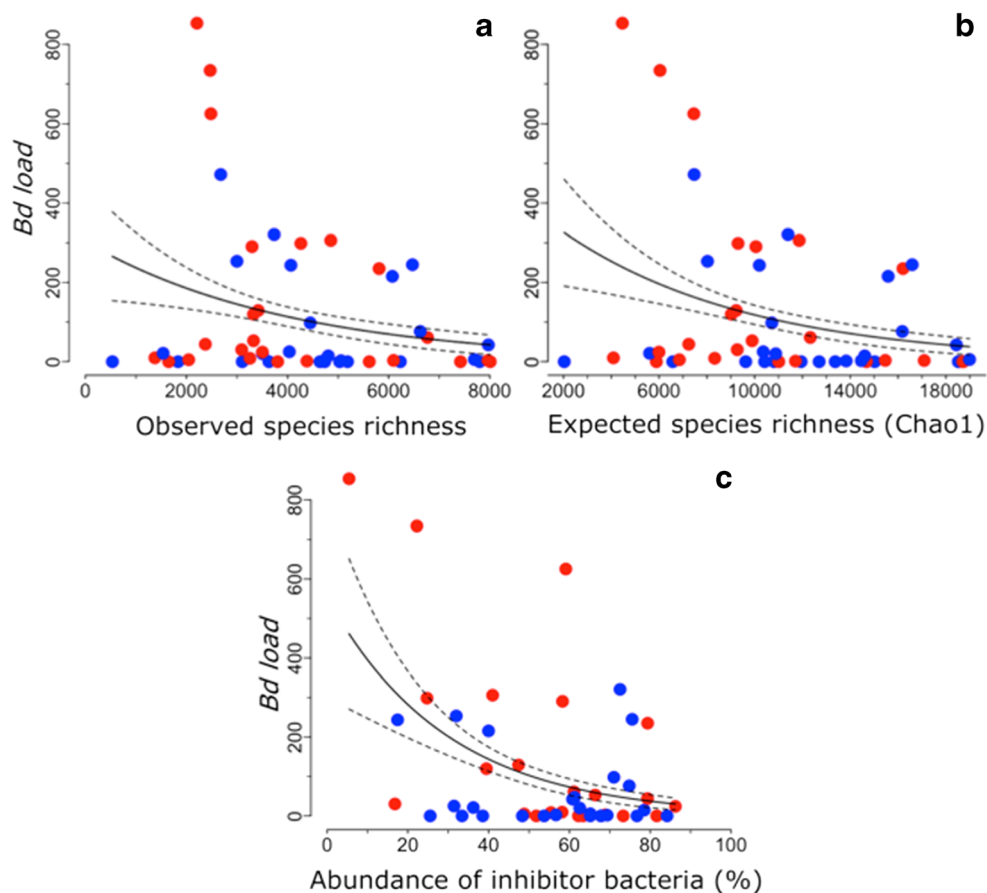 a
800
600
400
200
0
Bd load
0 2000 4000 6000 8000
Observed species richness
b
800
600
400
200
0
2000 6000 10000 14000 18000
Expected species richness (Chao1)
c
800
600
400
200
0
Bd load
0 20 40 60 80 100
Abundance of inhibitor bacteria (%)